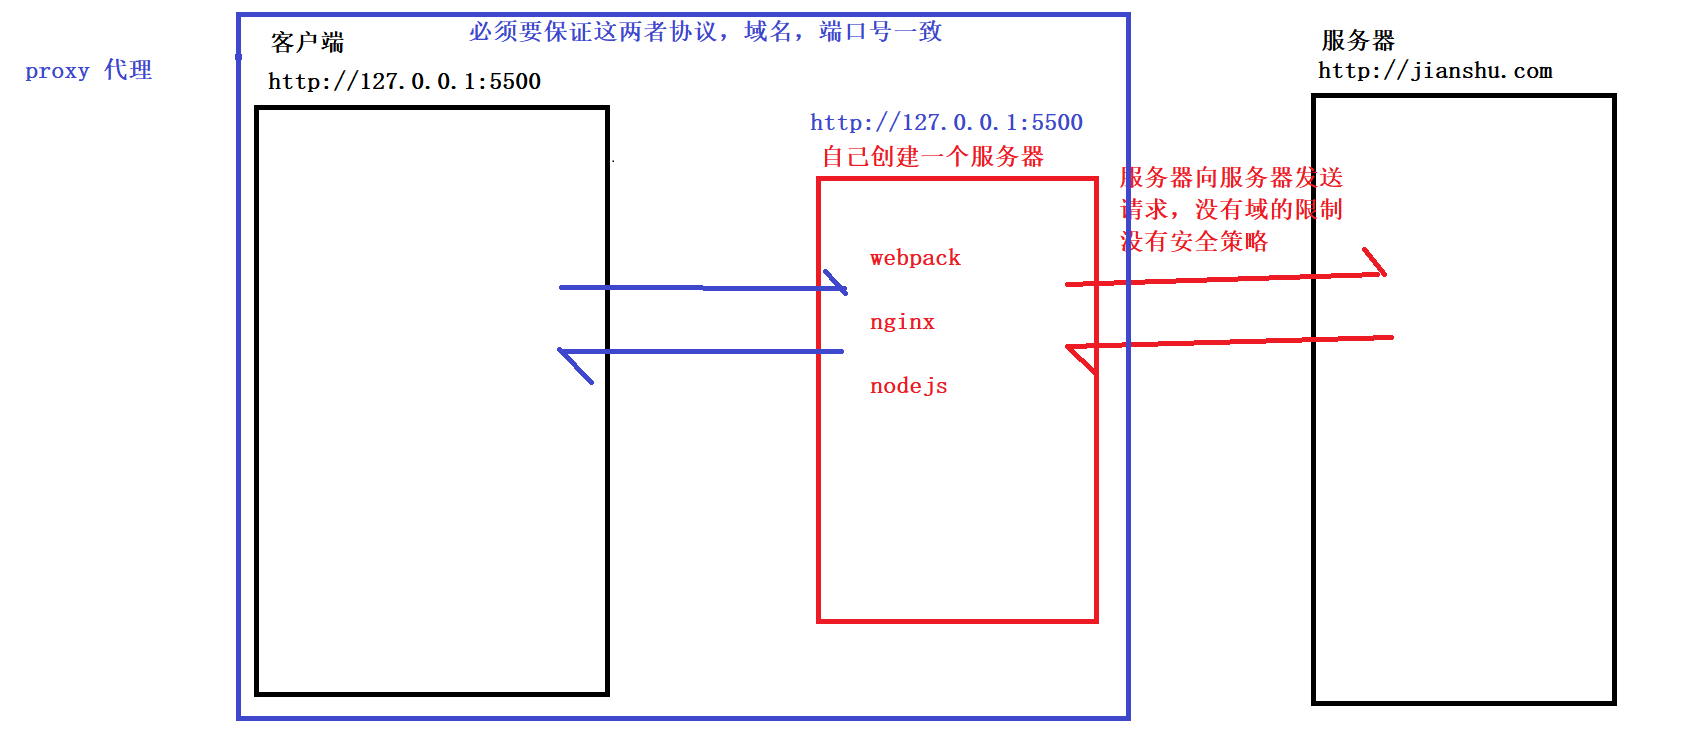 proxy 代理
必须要保证这两者协议，域名，端口号一致
客户端
http://127.0.0.1:5500
http://127.0.0.1:5500
自己创建一个服务器
webpack
nginx
nodejs
服务器向服务器发送
请求，没有域的限制
没有安全策略
服务器
http://jianshu.com